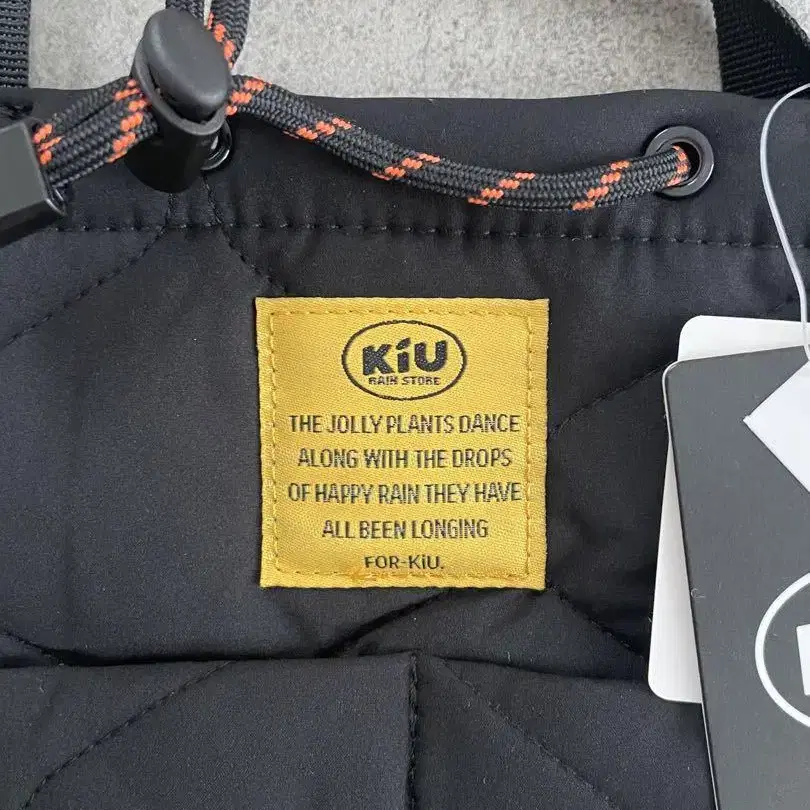 KiU
RAIN STORE
THE JOLLY PLANTS DANCE
ALONG WITH THE DROPS
OF HAPPY RAIN THEY HAVE
ALL BEEN LONGING
FOR-KiU.